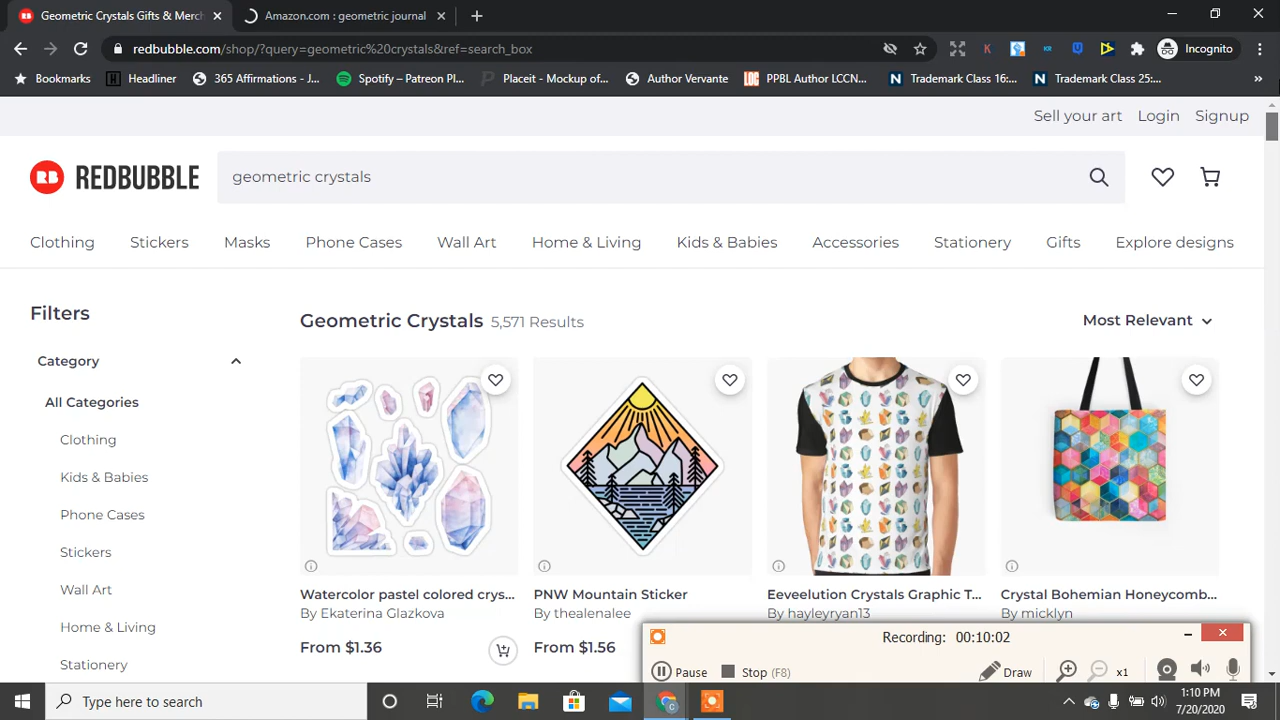 Geometric Crystals Gifts & Merch
Amazon.com : geometric journal
redbubble.com/shop/?query=geometric%20crystals&ref=search_box
Incognito
Bookmarks
Headliner
365 Affirmations - J...
Spotify – Patreon Pl...
Placeit - Mockup of...
Author Vervante
PPBL Author LCCN...
Trademark Class 16:...
Trademark Class 25:...
Sell your art
Login
Signup
RB REDBUBBLE
geometric crystals
Clothing
Stickers
Masks
Phone Cases
Wall Art
Home & Living
Kids & Babies
Accessories
Stationery
Gifts
Explore designs
Filters
Category
All Categories
Clothing
Kids & Babies
Phone Cases
Stickers
Wall Art
Home & Living
Stationery
Geometric Crystals 5,571 Results
Most Relevant
Watercolor pastel colored crys...
By Ekaterina Glazkova
From $1.36
PNW Mountain Sticker
By thealenalee
From $1.56
Eeveelution Crystals Graphic T...
By hayleyryan13
Crystal Bohemian Honeycomb...
By micklyn
Recording: 00:10:02
Pause
Stop (F8)
Draw
x1
Type here to search
1:10 PM
7/20/2020